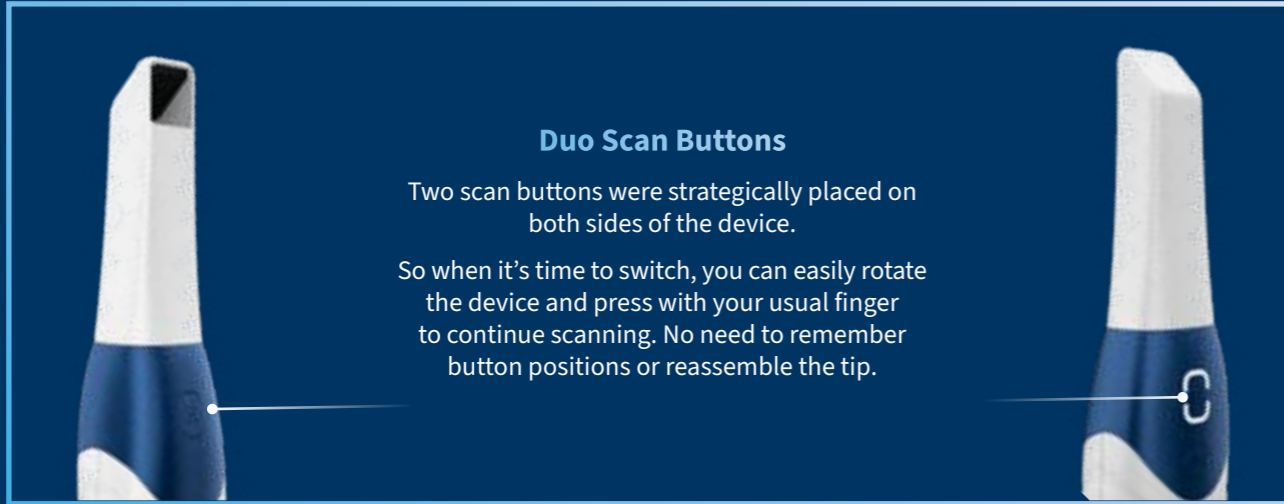 Duo Scan Buttons
Two scan buttons were strategically placed on
both sides of the device.
So when it’s time to switch, you can easily rotate
the device and press with your usual finger
to continue scanning. No need to remember
button positions or reassemble the tip.